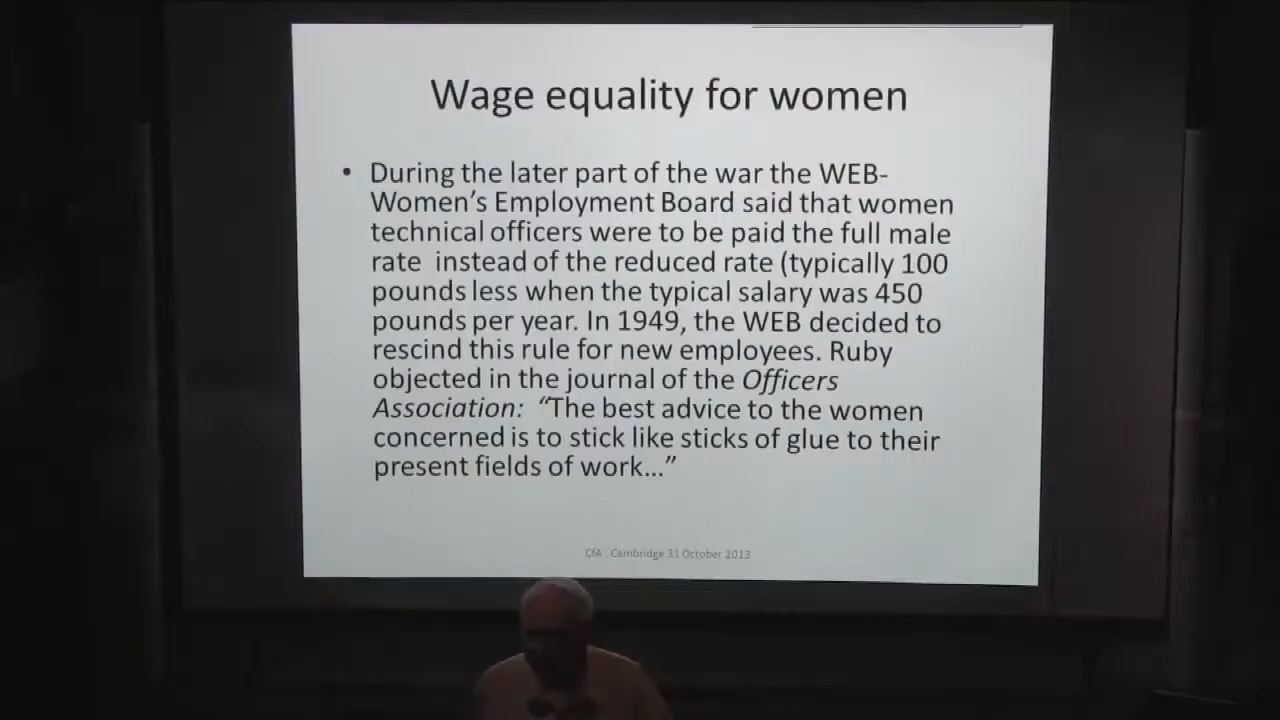 Wage equality for women
• During the later part of the war the WEB-
Women's Employment Board said that women
technical officers were to be paid the full male
rate instead of the reduced rate (typically 100
pounds less when the typical salary was 450
pounds per year. In 1949, the WEB decided to
rescind this rule for new employees. Ruby
objected in the journal of the Officers
Association: “The best advice to the women
concerned is to stick like sticks of glue to their
present fields of work…”
CfA , Cambridge 31 October 2013